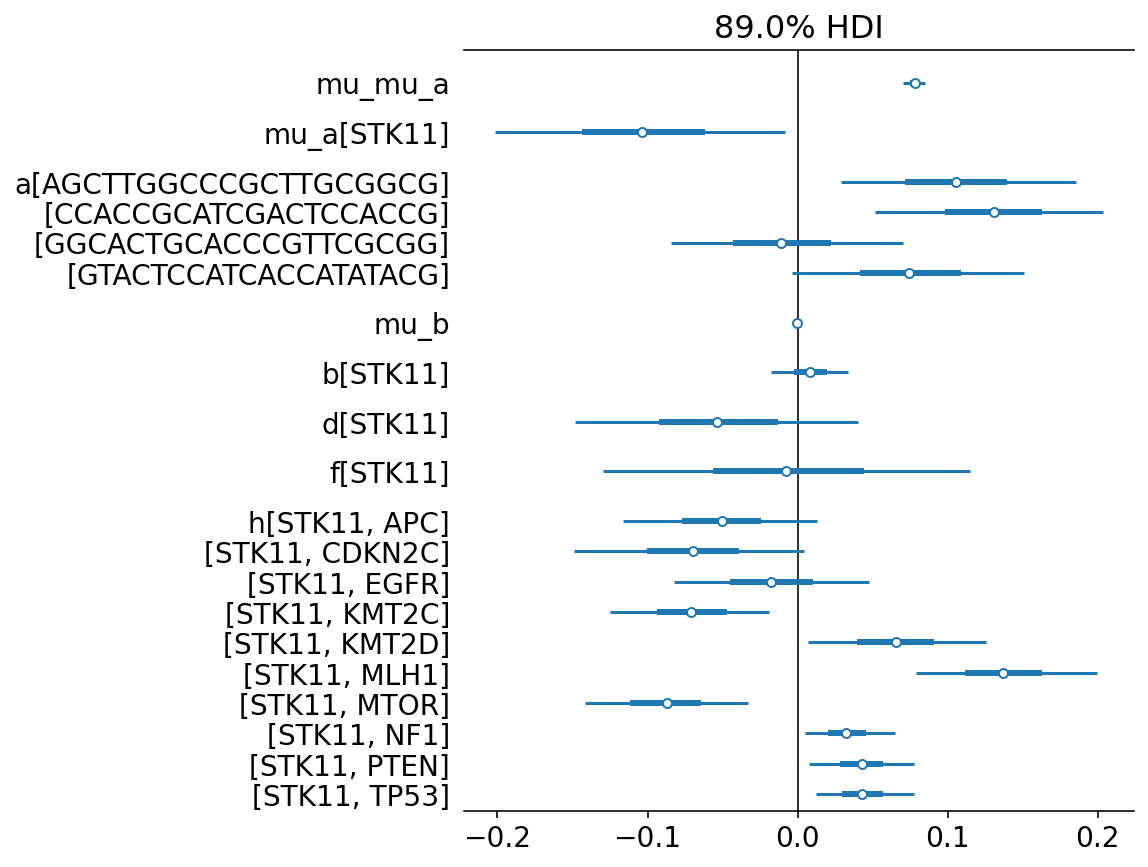 89.0% HDI
mu_mu_a
mu_a[STK11]
a[AGCTTGGCCCGCTTGCGGCG]
[CCACCGCATCGACTCCACCG]
[GGCACTGCACCCGTTCGCGG]
[GTACTCCATCACCATATACG]
mu_b
b[STK11]
d[STK11]
f[STK11]
h[STK11, APC]
[STK11, CDKN2C]
[STK11, EGFR]
[STK11, KMT2C]
[STK11, KMT2D]
[STK11, MLH1]
[STK11, MTOR]
[STK11, NF1]
[STK11, PTEN]
[STK11, TP53]
−0.2 −0.1 0.0 0.1 0.2